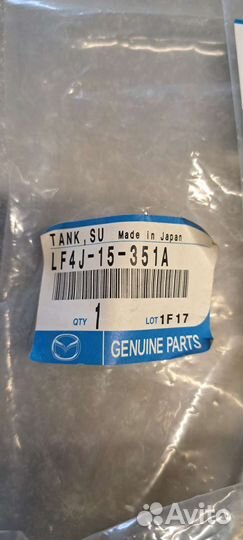 TANK, SU Made in Japan
LF4J-15-351A
QTY 1 LOT 1F17
GENUINE PARTS
Avito